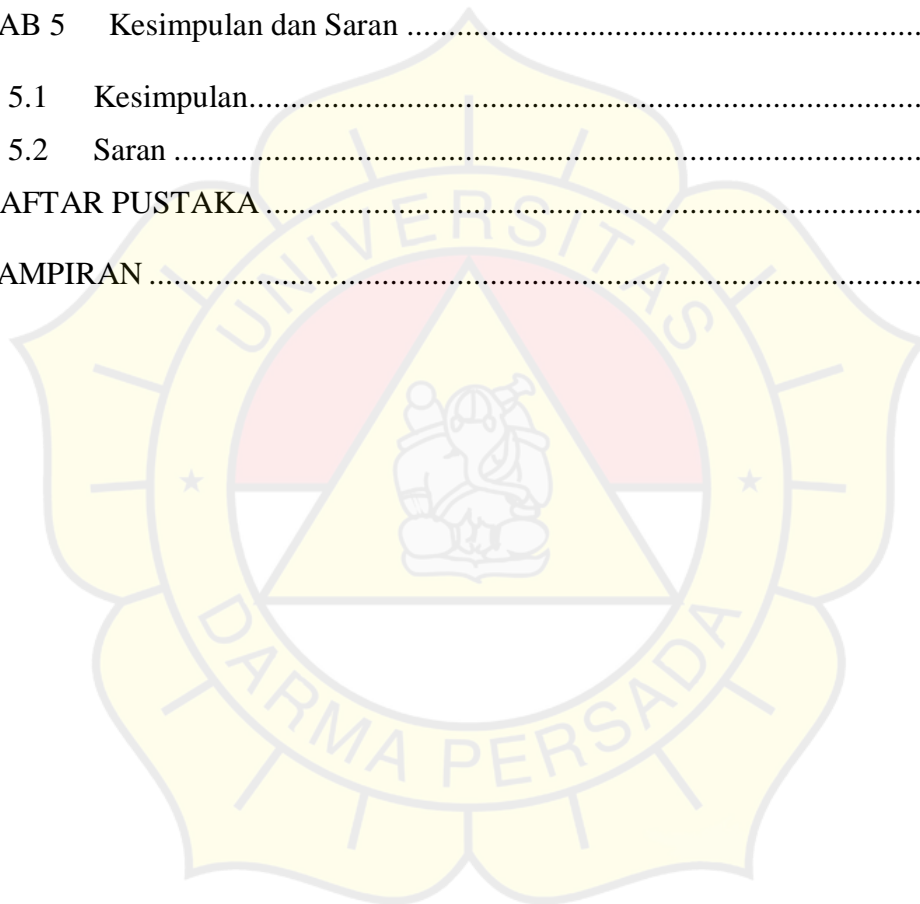 AB 5 Kesimpulan dan Saran ................................................................
5.1 Kesimpulan....................................................................................
5.2 Saran .............................................................................................
AFTAR PUSTAKA ..................................................................................
AMPIRAN ................................................................................................
UNIVERSITAS
DARMA PERSADA